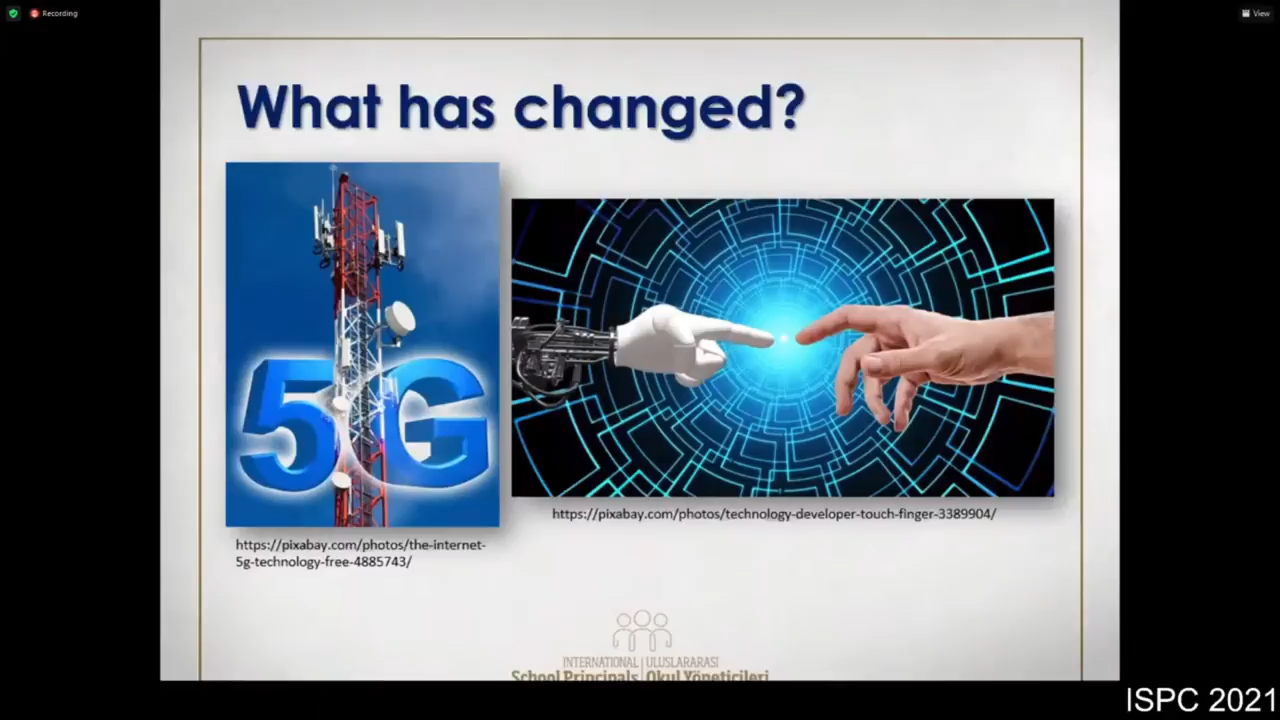 Recording
View
What has changed?
5G
https://pixabay.com/photos/technology-developer-touch-finger-3389904/
https://pixabay.com/photos/the-internet-
5g-technology-free-4885743/
INTERNATIONAL | ULUSLARARASI
School Principals | Okul Yöneticileri
ISPC 2021